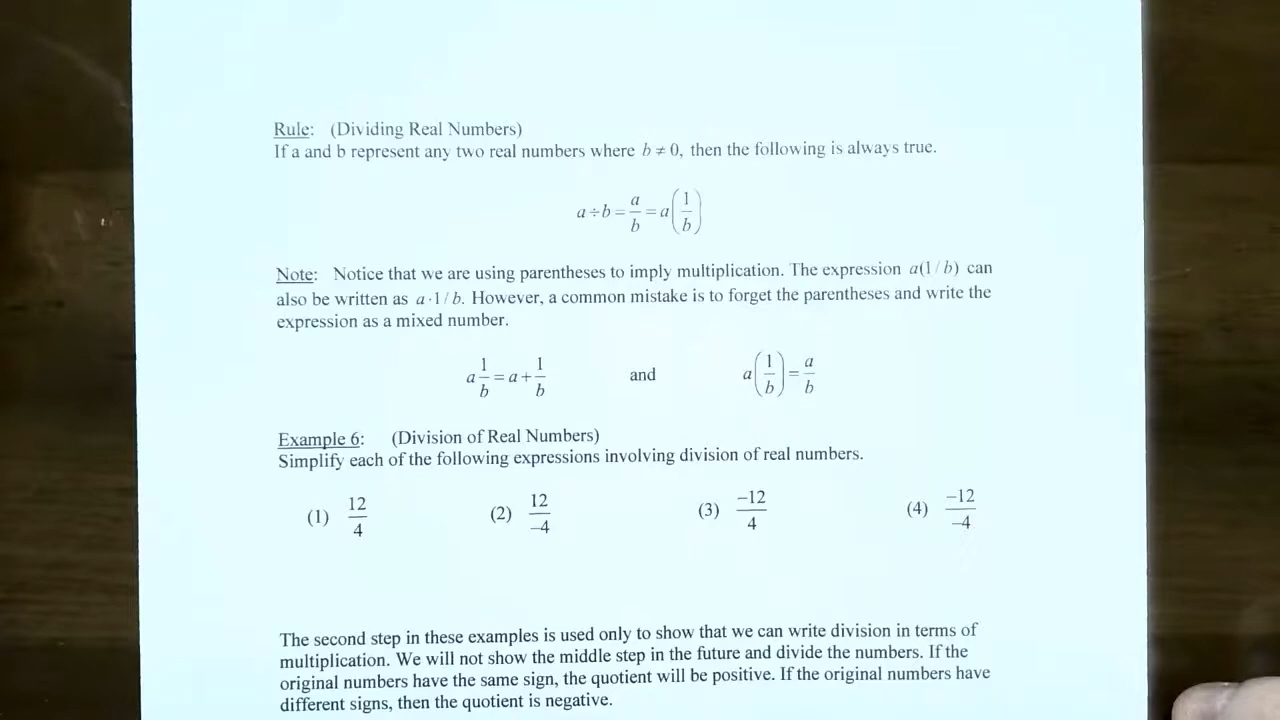 Rule: (Dividing Real Numbers)
If a and b represent any two real numbers where b ≠ 0, then the following is always true.
a ÷ b = a/b = a(1/b)
Note: Notice that we are using parentheses to imply multiplication. The expression a(1/b) can
also be written as a·1/b. However, a common mistake is to forget the parentheses and write the
expression as a mixed number.
a 1/b = a + 1/b and a(1/b) = a/b
Example 6: (Division of Real Numbers)
Simplify each of the following expressions involving division of real numbers.
(1) 12/4 (2) 12/−4 (3) −12/4 (4) −12/−4
The second step in these examples is used only to show that we can write division in terms of
multiplication. We will not show the middle step in the future and divide the numbers. If the
original numbers have the same sign, the quotient will be positive. If the original numbers have
different signs, then the quotient is negative.